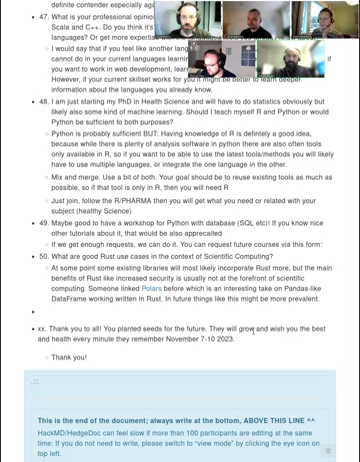 definite contender especially ag
47. What is your professional opinio
Scala and C++. Do you think it's
languages? Or get more expertis
I would say that if you feel like another lang
cannot do in your current languages learnin if
you want to work in web development, lear
However, if your current skillset works for you it might be better to learn deeper
information about the languages you already know.
48. I am just starting my PhD in Health Science and will have to do statistics obviously but
likely also some kind of machine learning. Should I teach myself R and Python or would
Python be sufficient to both purposes?
Python is probably sufficient BUT: Having knowledge of R is defintely a good idea,
because while there is plenty of analysis software in python there are also often tools
only available in R, so if you want to be able to use the latest tools/methods you will likely
have to use multiple languages, or integrate the one language in the other.
Mix and merge. Use a bit of both. Your goal should be to reuse existing tools as much as
possible, so if that tool is only in R, then you will need R
Just join, follow the R/PHARMA then you will get what you need or related with your
subject (healthy Science)
49. Maybe good to have a workshop for Python with database (SQL etc)! If you know nice
other tutorials about it, that would be also apprecaited
If we get enough requests, we can do it. You can request future courses via this form:
50. What are good Rust use cases in the context of Scientific Computing?
At some point some existing libraries will most likely incorporate Rust more, but the main
benefits of Rust like increased security is usually not at the forefront of scientific
computing. Someone linked Polars before which is an interesting take on Pandas-like
DataFrame working written in Rust. In future things like this might be more prevalent.
xx. Thank you to all! You planted seeds for the future. They will grow and wish you the best
and health every minute they remember November 7-10 2023.
Thank you!
:::
This is the end of the document; always write at the bottom, ABOVE THIS LINE ^^
HackMD/HedgeDoc can feel slow if more than 100 participants are editing at the same
time: If you do not need to write, please switch to "view mode" by clicking the eye icon on
top left.